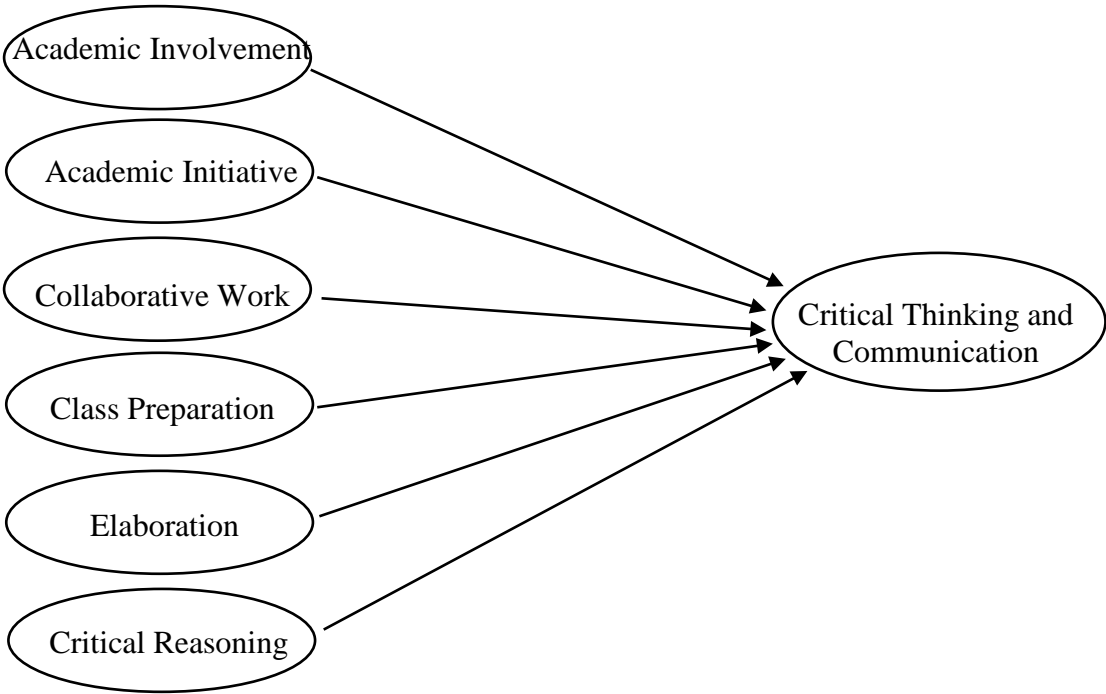 Academic Involvement
Academic Initiative
Collaborative Work
Class Preparation
Elaboration
Critical Reasoning
Critical Thinking and
Communication